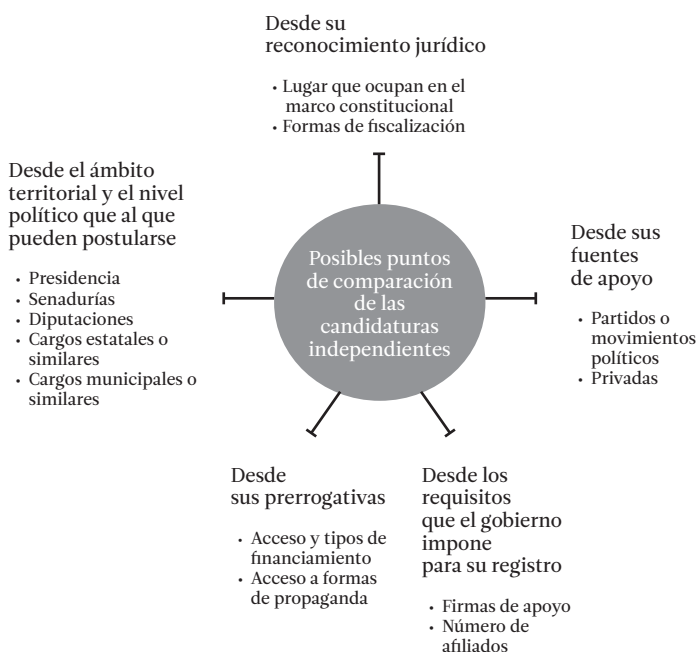 Desde su
reconocimiento jurídico
• Lugar que ocupan en el
marco constitucional
• Formas de fiscalización
Desde el ámbito
territorial y el nivel
político que al que
pueden postularse
• Presidencia
• Senadurías
• Diputaciones
• Cargos estatales o
similares
• Cargos municipales o
similares
Posibles puntos
de comparación
de las
candidaturas
independientes
Desde sus
fuentes
de apoyo
• Partidos o
movimientos
políticos
• Privadas
Desde
sus prerrogativas
• Acceso y tipos de
financiamiento
• Acceso a formas
de propaganda
Desde los
requisitos
que el gobierno
impone
para su registro
• Firmas de apoyo
• Número de
afiliados